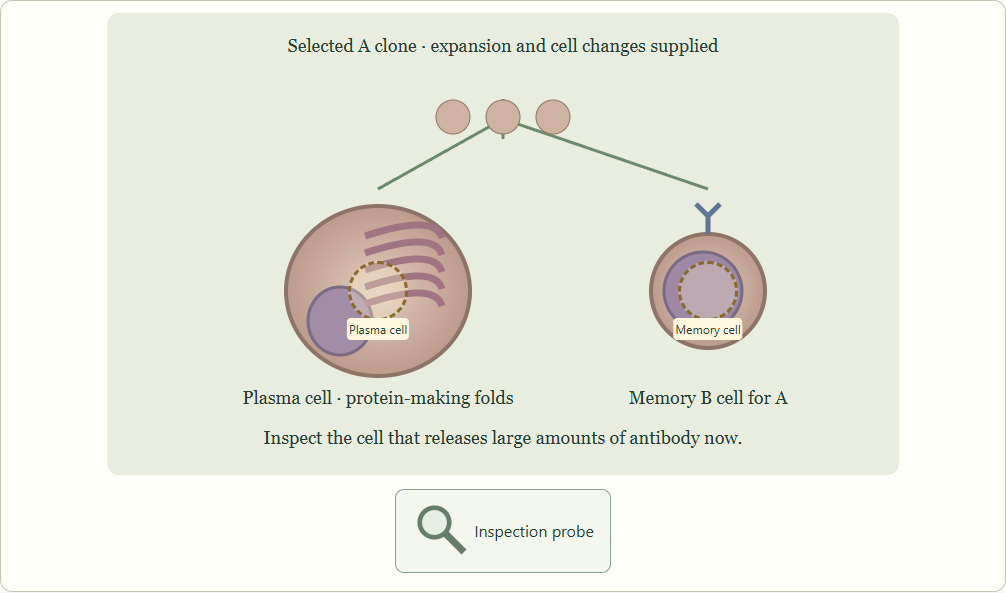 Selected A clone · expansion and cell changes supplied
Plasma cell
Memory cell
Plasma cell · protein-making folds
Memory B cell for A
Inspect the cell that releases large amounts of antibody now.
Inspection probe